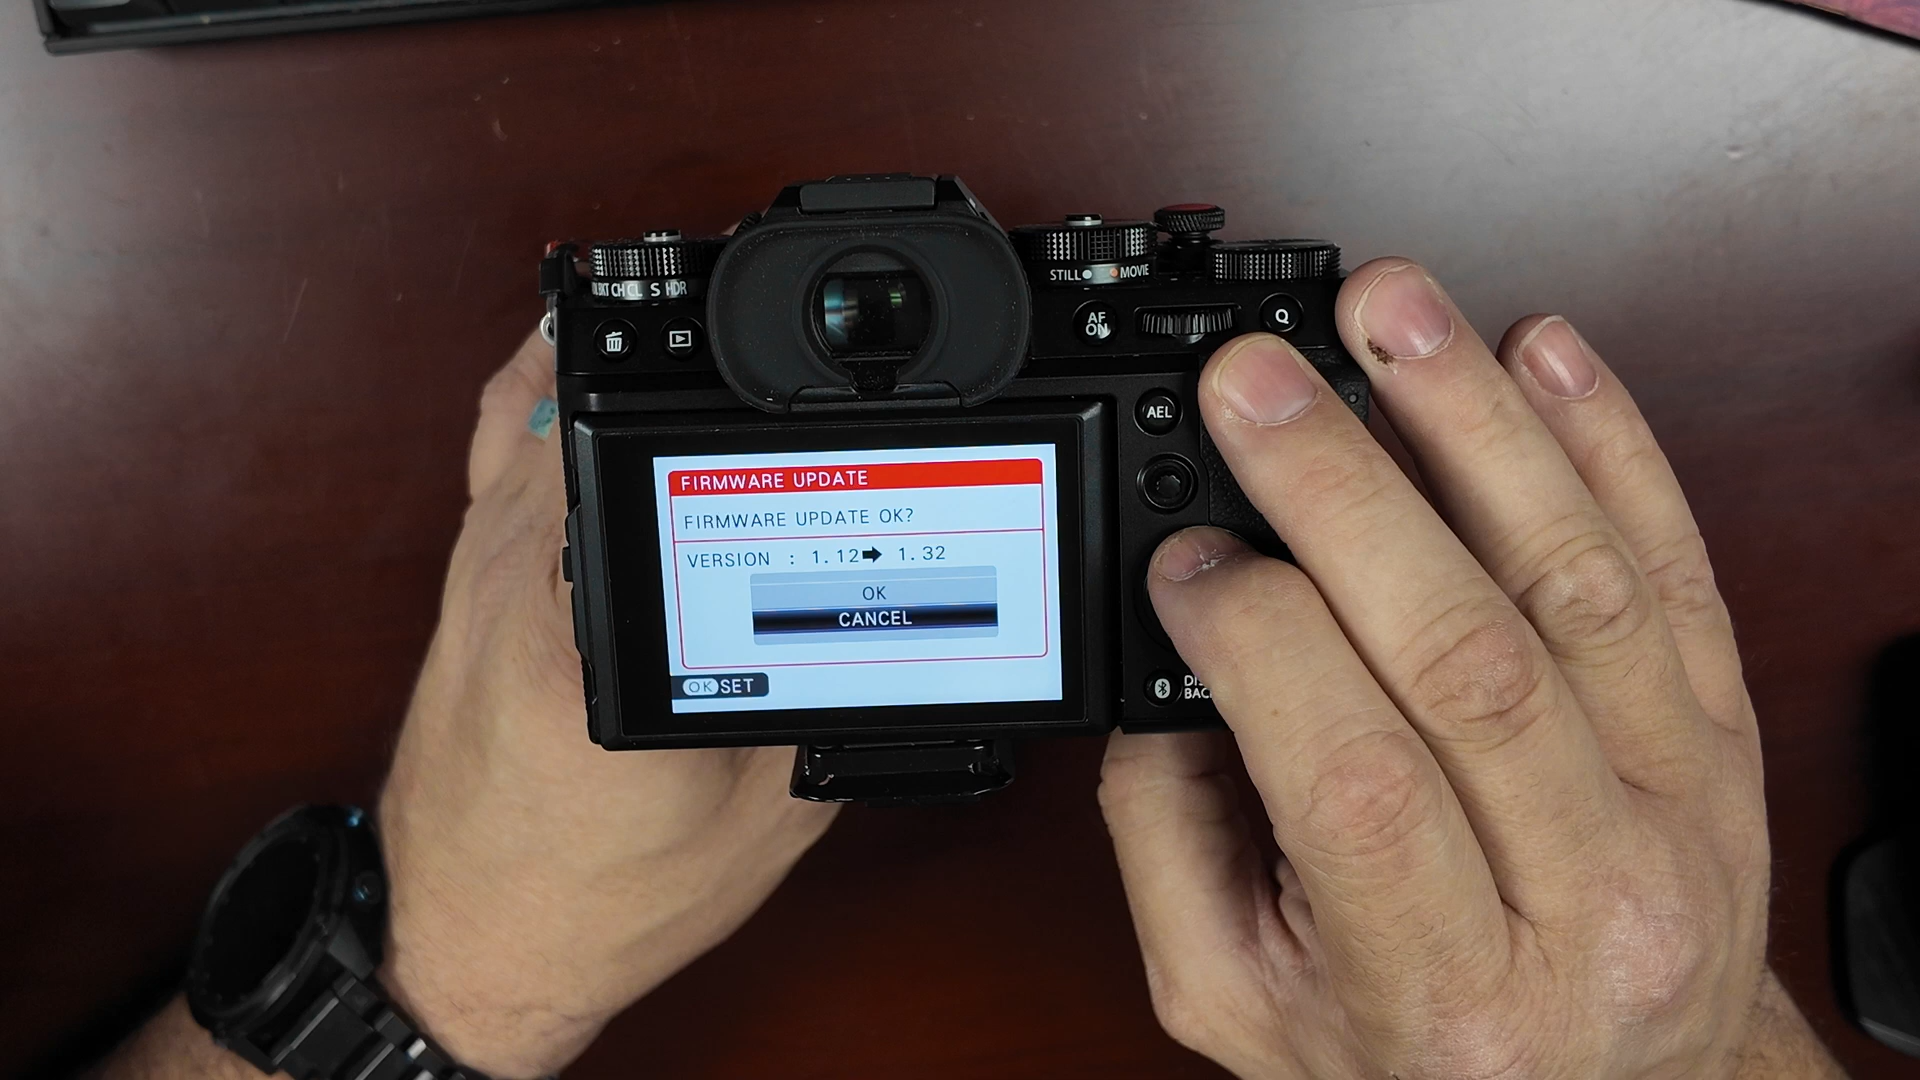 BKT CH CL S HDR
STILL MOVIE
AF
ON
Q
AEL
FIRMWARE UPDATE
FIRMWARE UPDATE OK?
VERSION : 1.12➡ 1.32
OK
CANCEL
OK SET